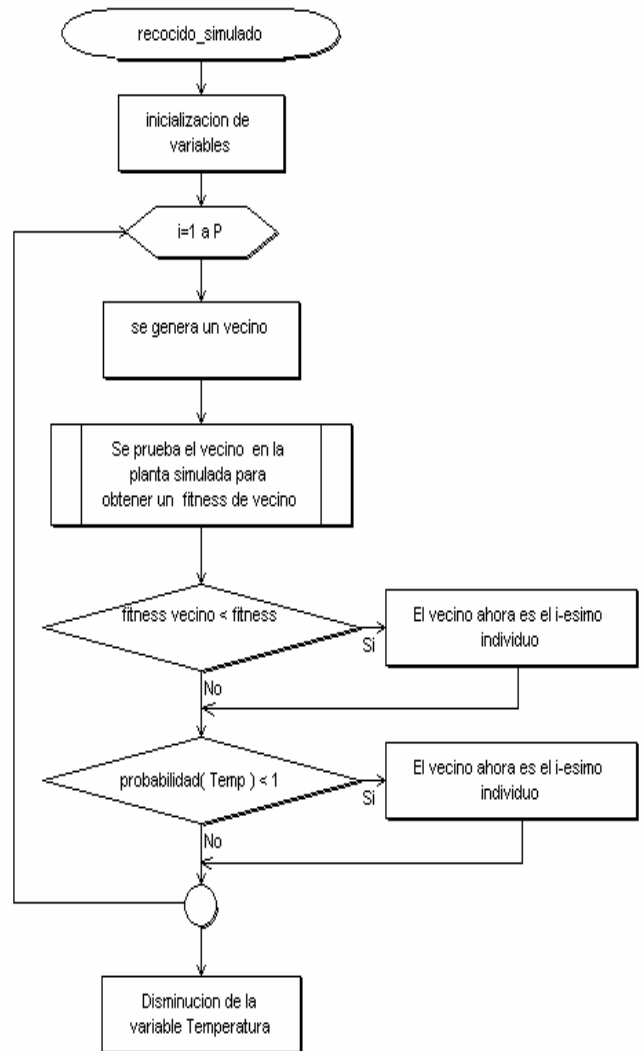 recocido_simulado
inicializacion de
variables
i=1 a P
se genera un vecino
Se prueba el vecino en la
planta simulada para
obtener un fitness de vecino
fitness vecino < fitness
Si
El vecino ahora es el i-esimo
individuo
No
probabilidad( Temp ) < 1
Si
El vecino ahora es el i-esimo
individuo
No
Disminucion de la
variable Temperatura